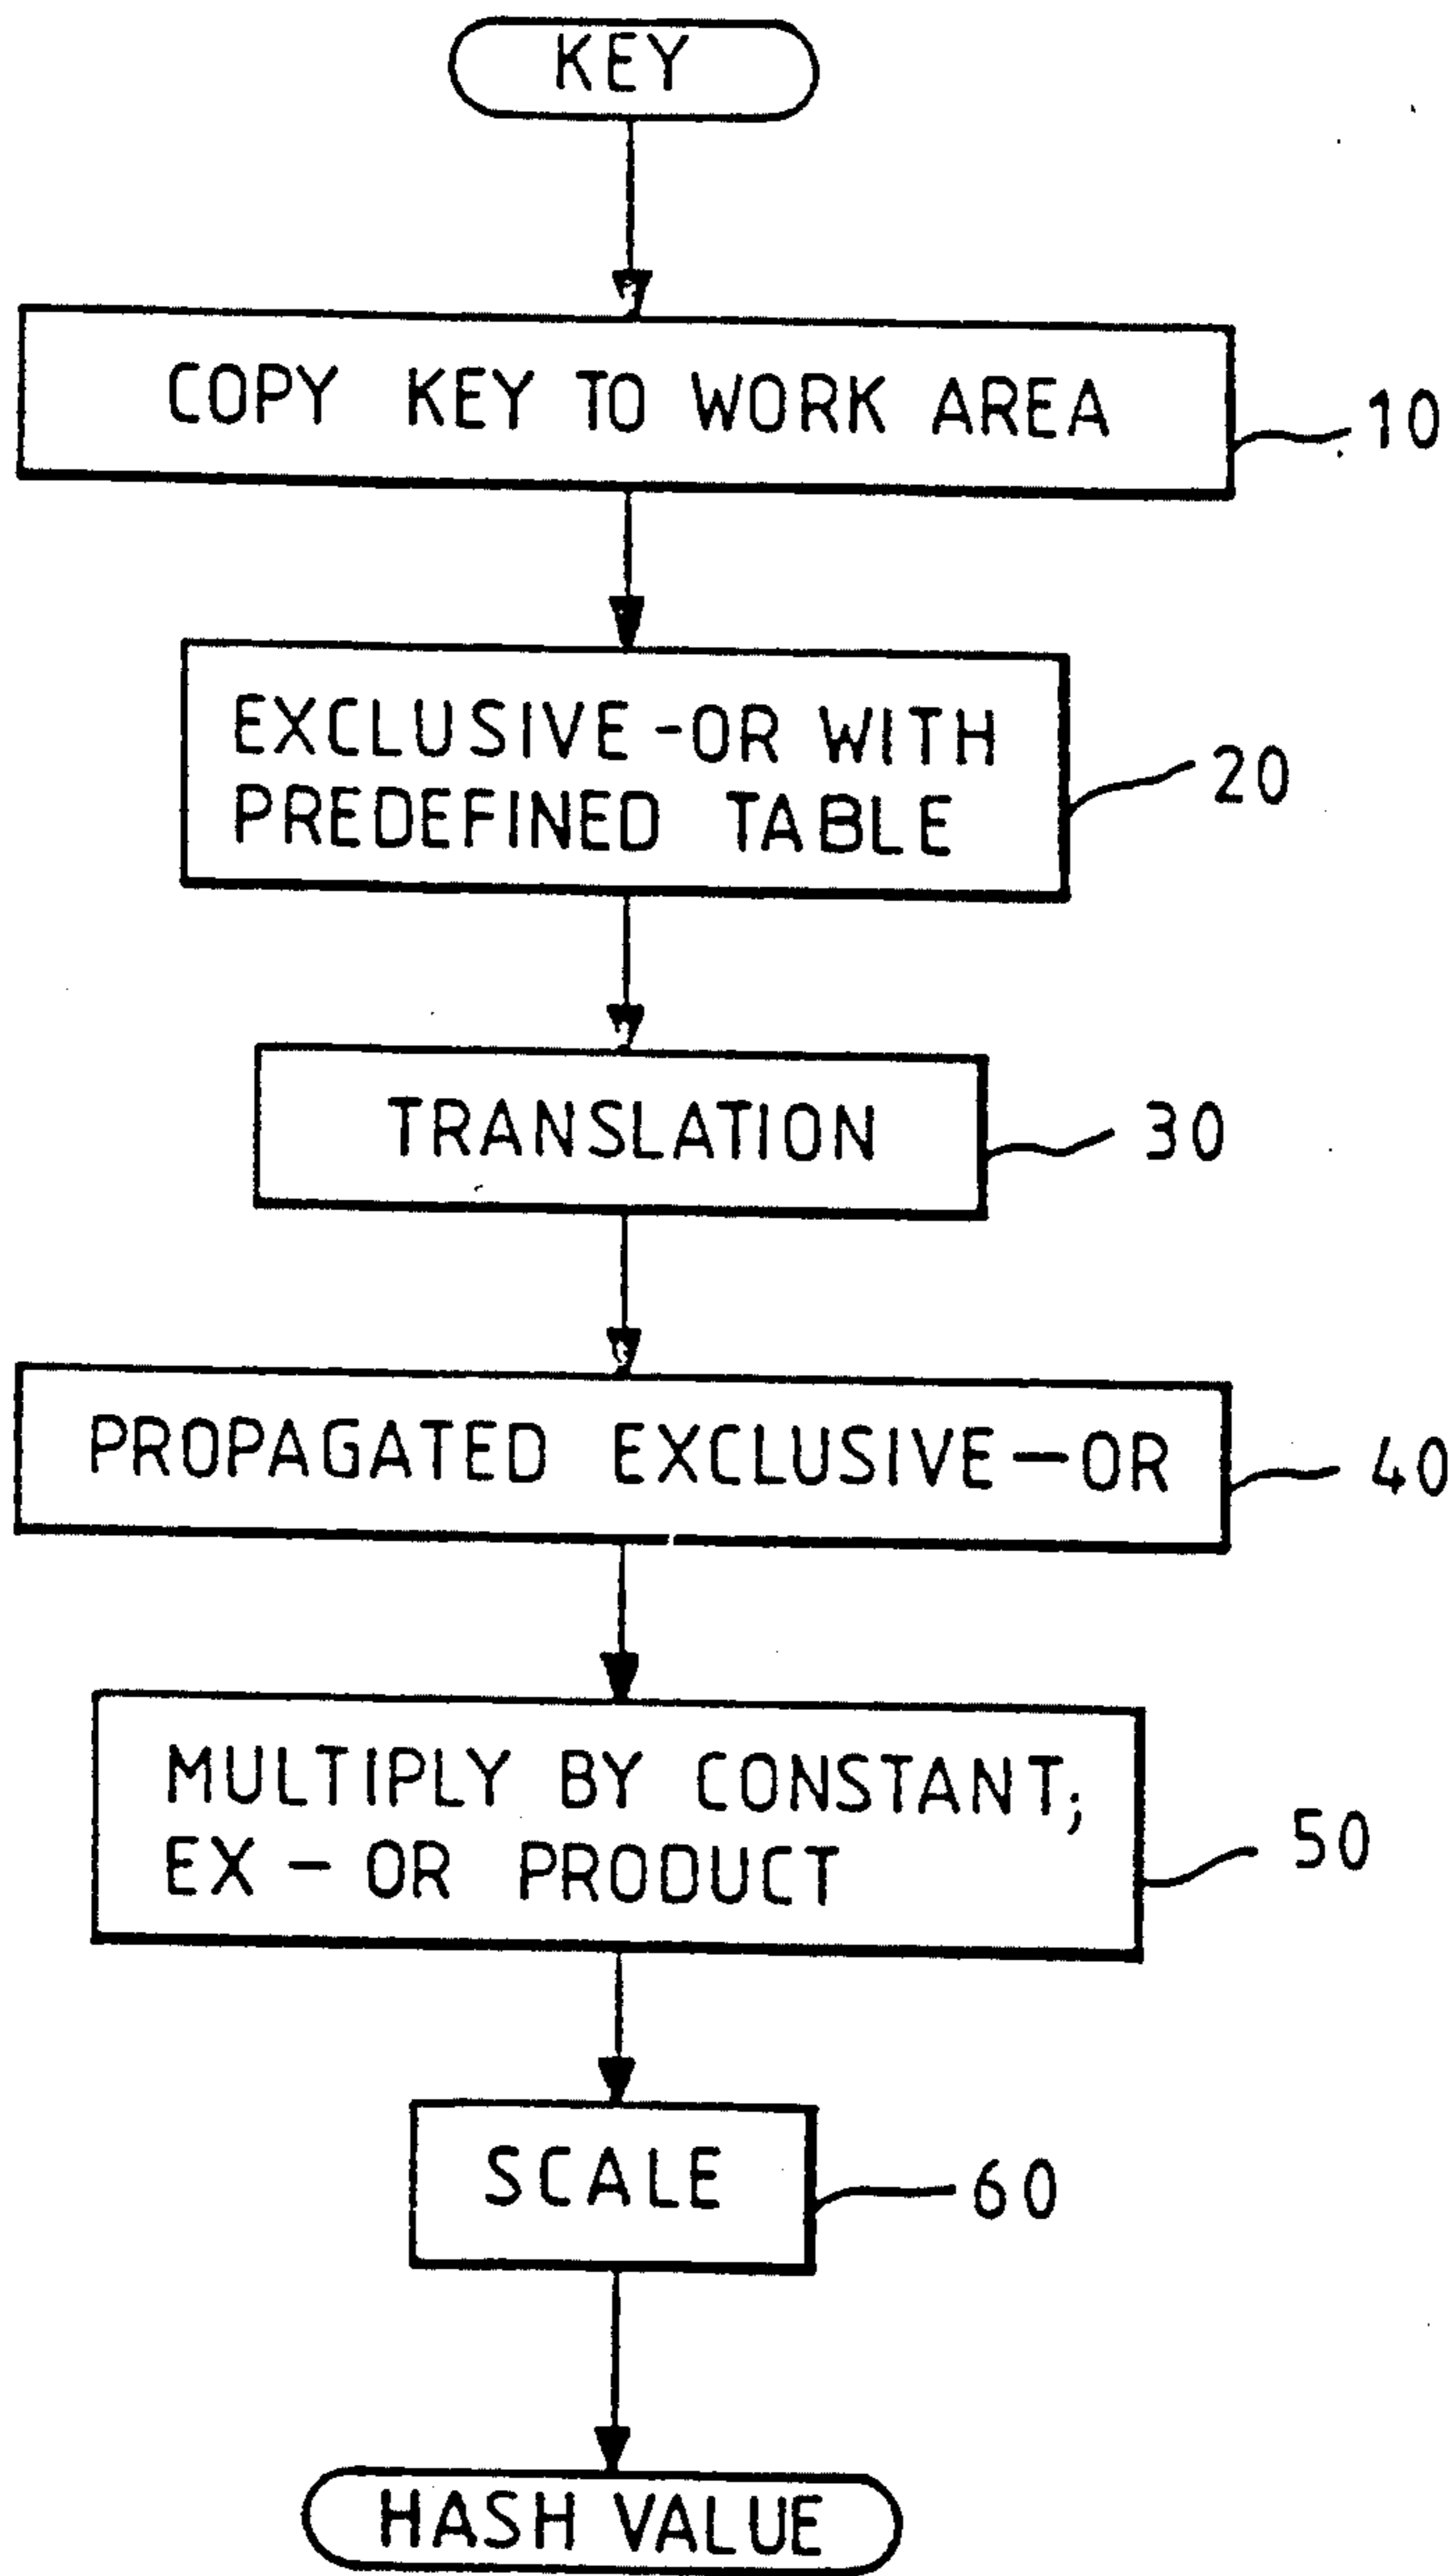 KEY
COPY KEY TO WORK AREA
10
EXCLUSIVE-OR WITH
PREDEFINED TABLE
20
TRANSLATION
30
PROPAGATED EXCLUSIVE-OR
40
MULTIPLY BY CONSTANT;
EX-OR PRODUCT
50
SCALE
60
HASH VALUE